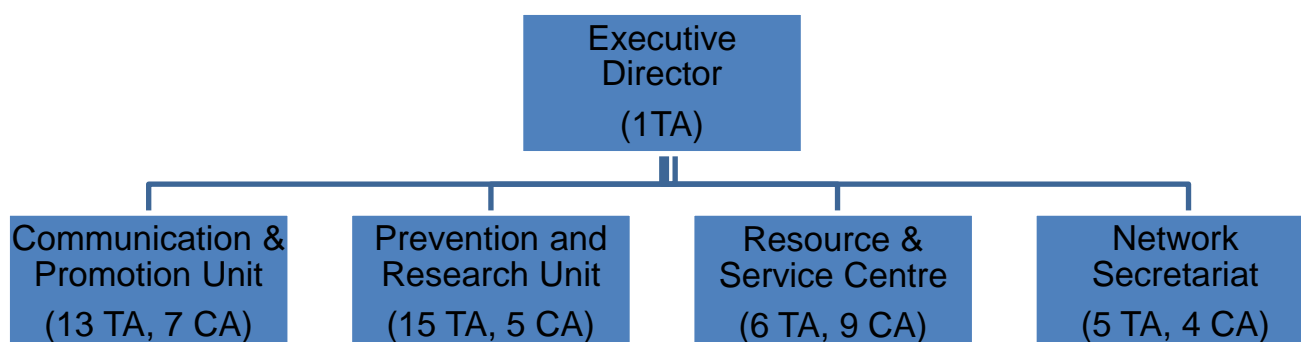 Executive
Director
(1TA)
Communication &
Promotion Unit
(13 TA, 7 CA)
Prevention and
Research Unit
(15 TA, 5 CA)
Resource &
Service Centre
(6 TA, 9 CA)
Network
Secretariat
(5 TA, 4 CA)